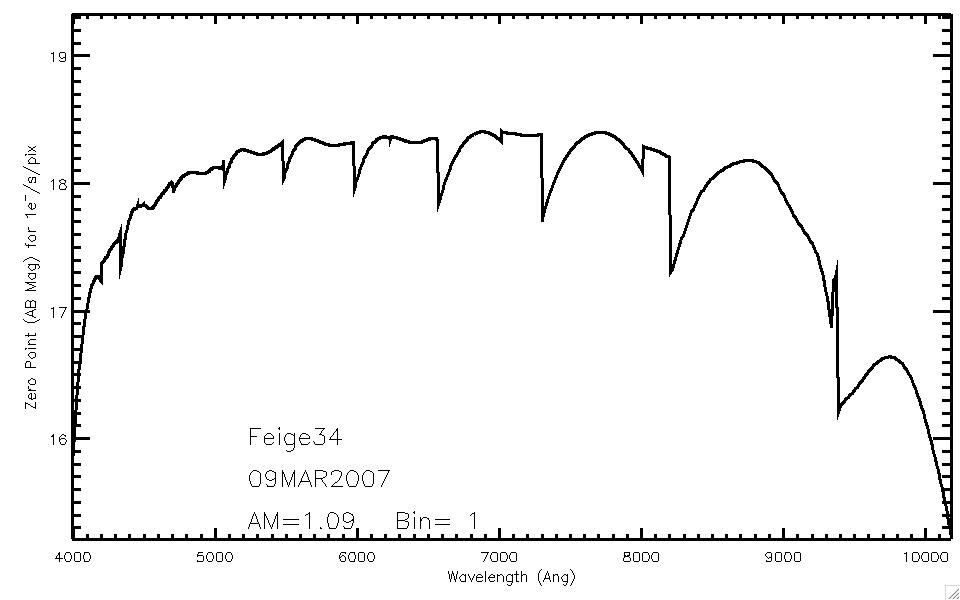 19
18
17
16
Zero Point (AB Mag) for 1e⁻/s/pix
Feige34
09MAR2007
AM=1.09 Bin= 1
4000 5000 6000 7000 8000 9000 10000
Wavelength (Ang)